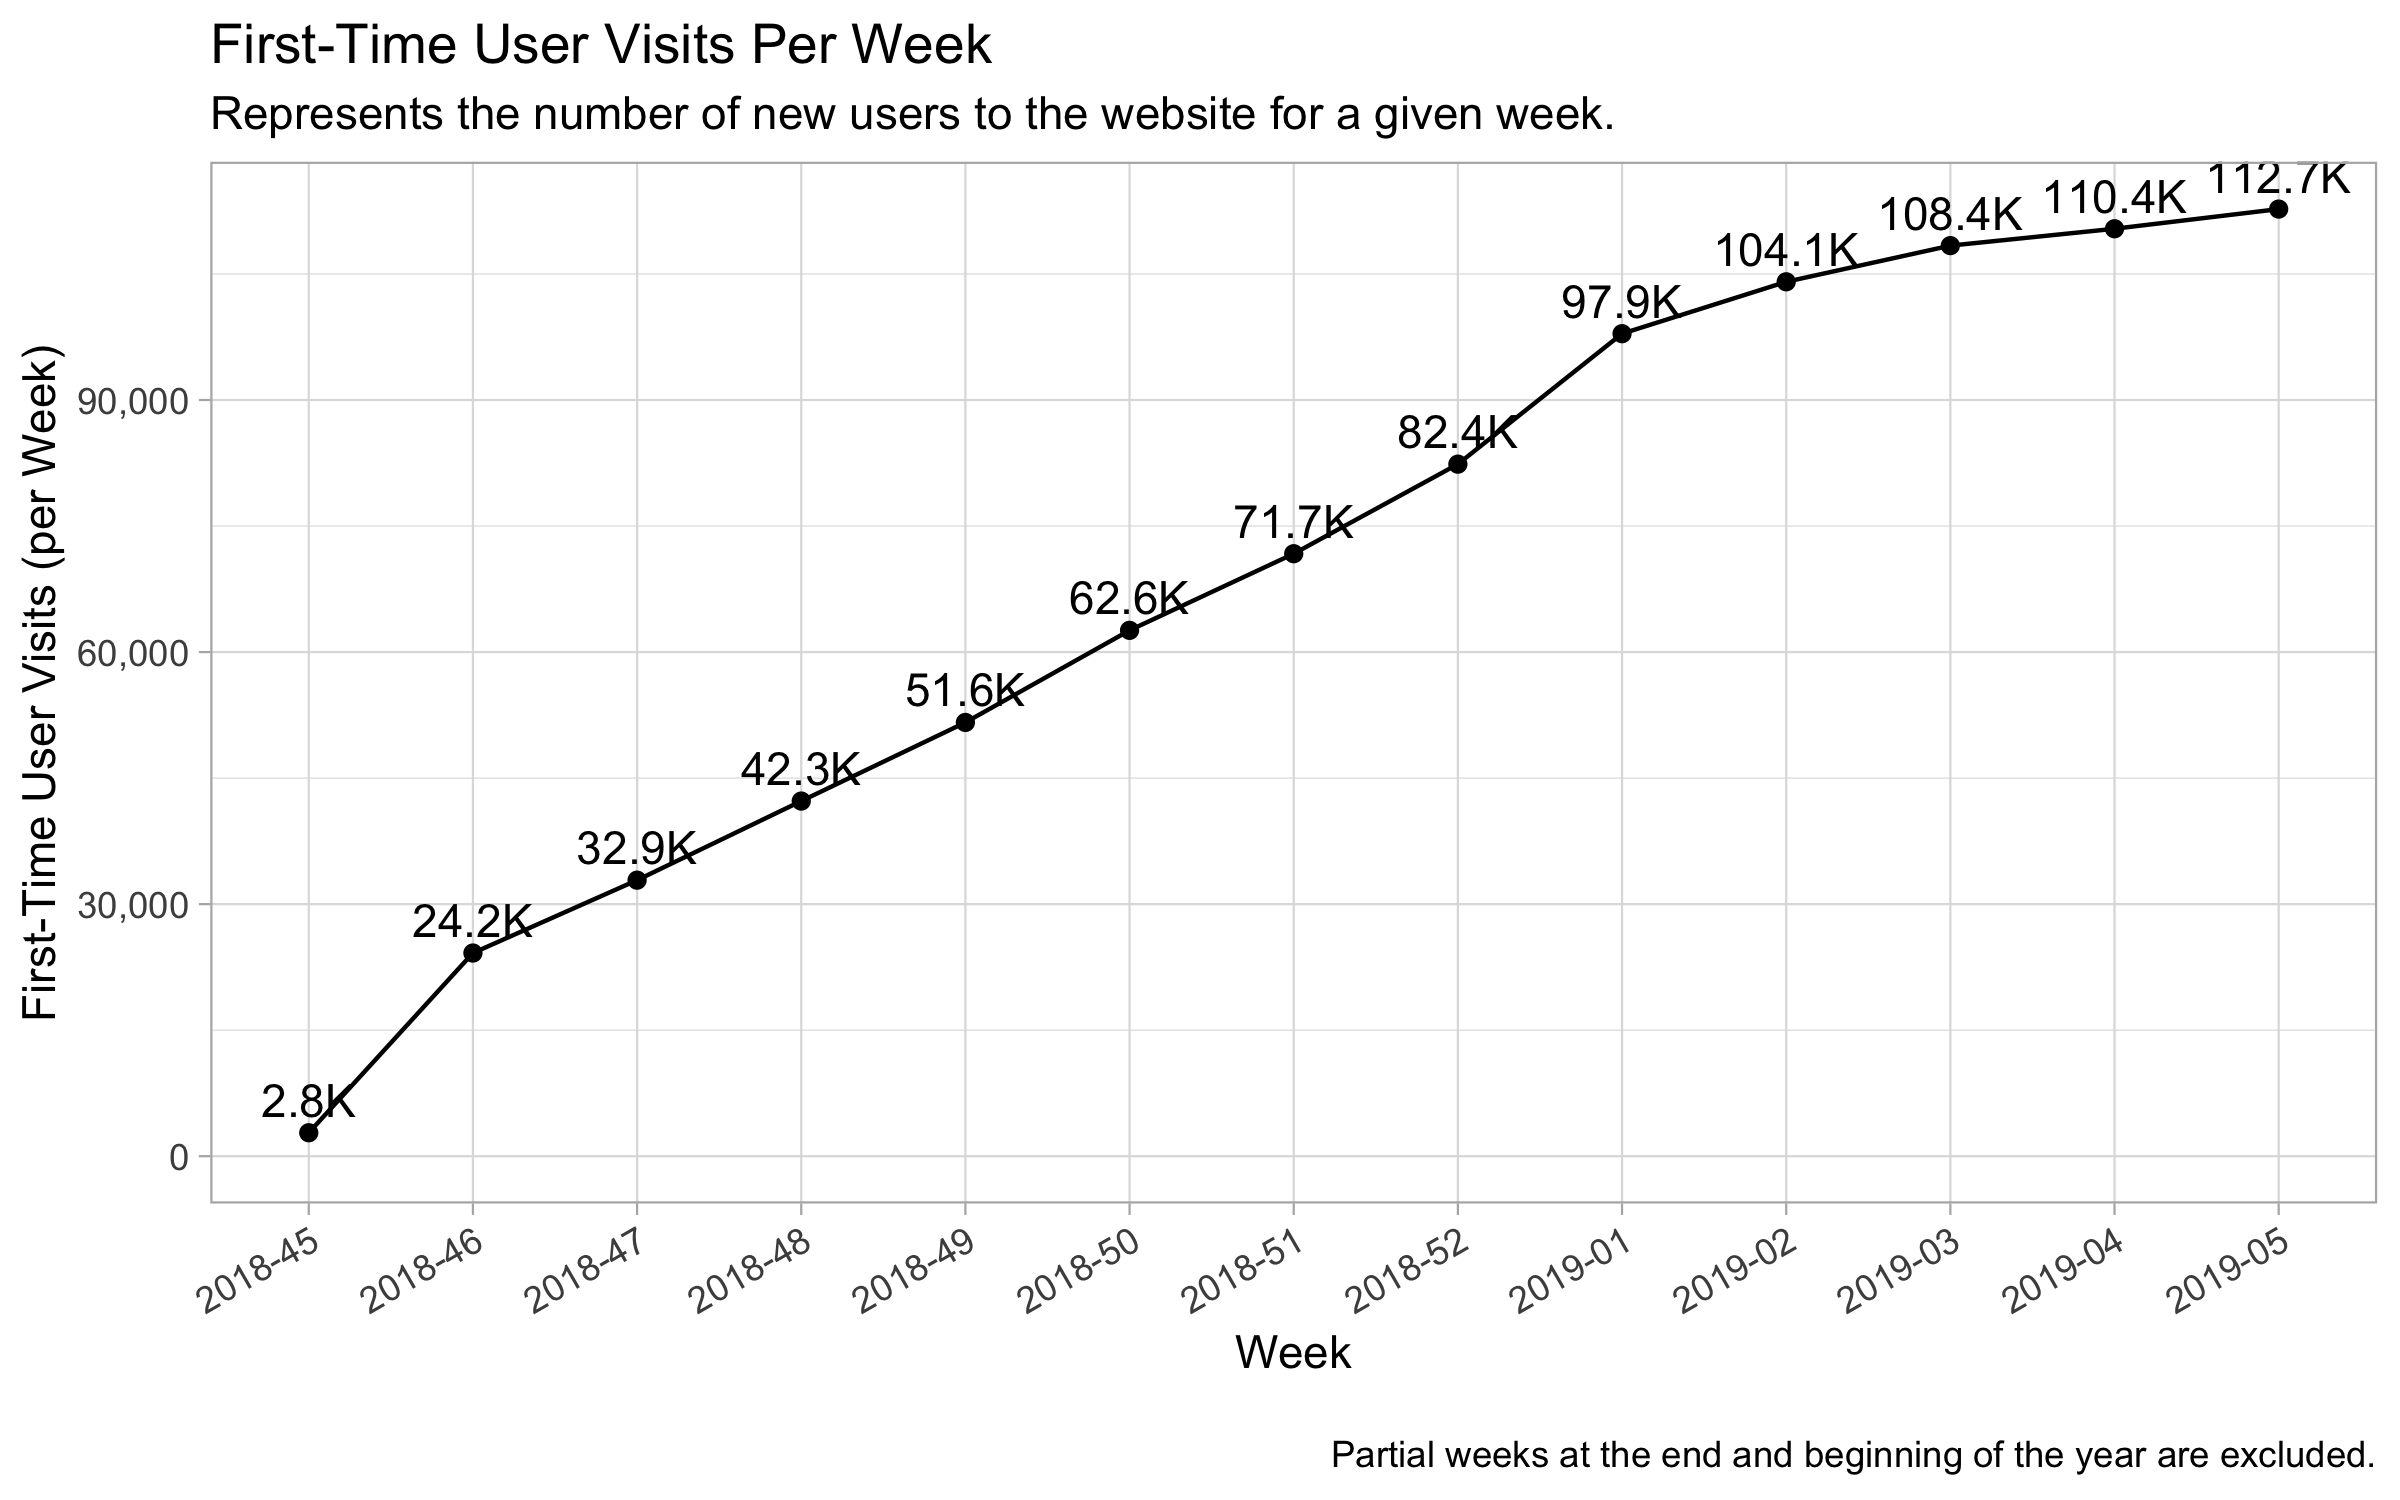 First-Time User Visits Per Week
Represents the number of new users to the website for a given week.
First-Time User Visits (per Week)
90,000
60,000
30,000
0
2.8K
24.2K
32.9K
42.3K
51.6K
62.6K
71.7K
82.4K
97.9K
104.1K
108.4K
110.4K
112.7K
2018-45
2018-46
2018-47
2018-48
2018-49
2018-50
2018-51
2018-52
2019-01
2019-02
2019-03
2019-04
2019-05
Week
Partial weeks at the end and beginning of the year are excluded.